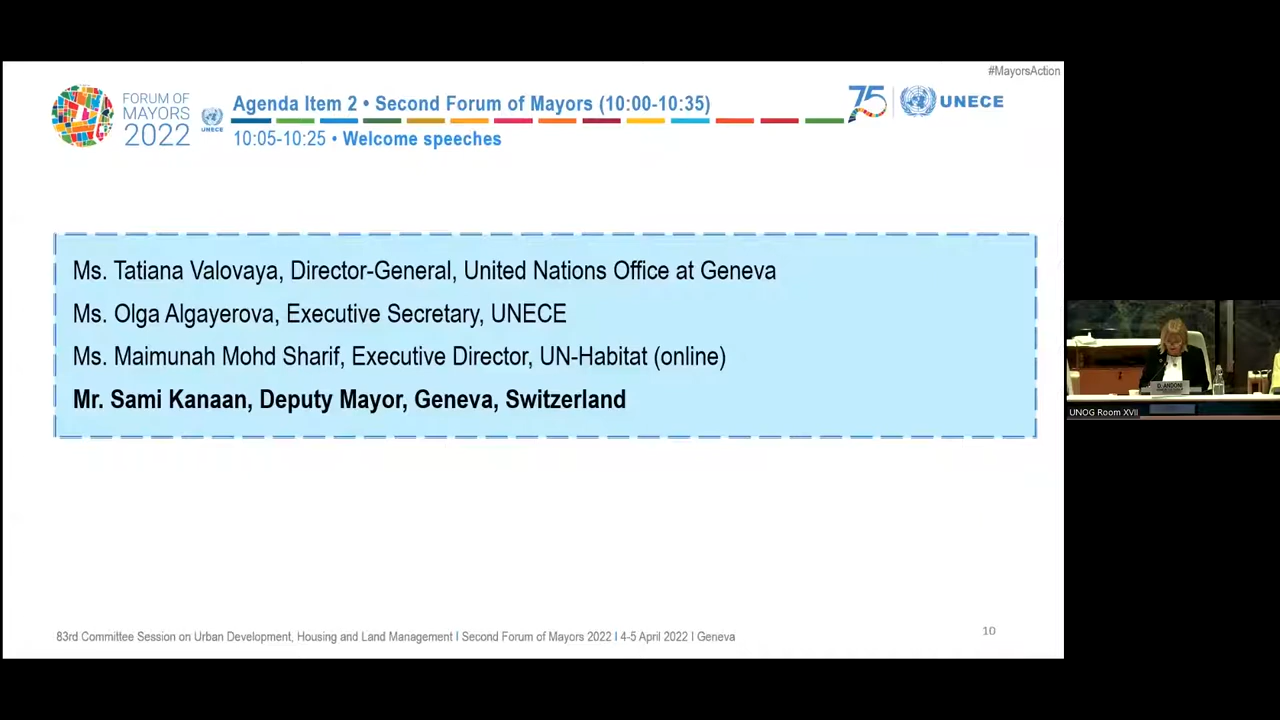 #MayorsAction
FORUM OF
MAYORS
2022
UNECE
Agenda Item 2 • Second Forum of Mayors (10:00-10:35)
10:05-10:25 • Welcome speeches
75
UNECE
Ms. Tatiana Valovaya, Director-General, United Nations Office at Geneva
Ms. Olga Algayerova, Executive Secretary, UNECE
Ms. Maimunah Mohd Sharif, Executive Director, UN-Habitat (online)
Mr. Sami Kanaan, Deputy Mayor, Geneva, Switzerland
D. ANDONI
UNOG Room XVII
83rd Committee Session on Urban Development, Housing and Land Management I Second Forum of Mayors 2022 I 4-5 April 2022 I Geneva
10